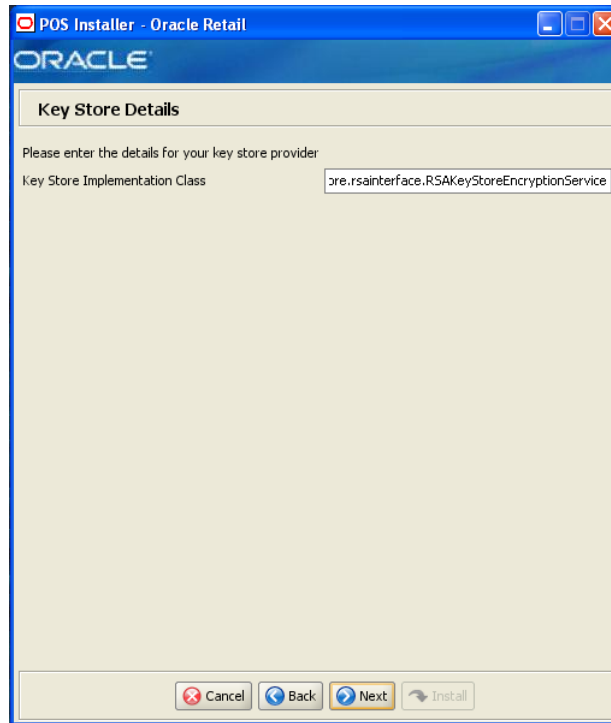 POS Installer - Oracle Retail
ORACLE
Key Store Details
Please enter the details for your key store provider
Key Store Implementation Class ore.rsainterface.RSAKeyStoreEncryptionService
Cancel Back Next Install